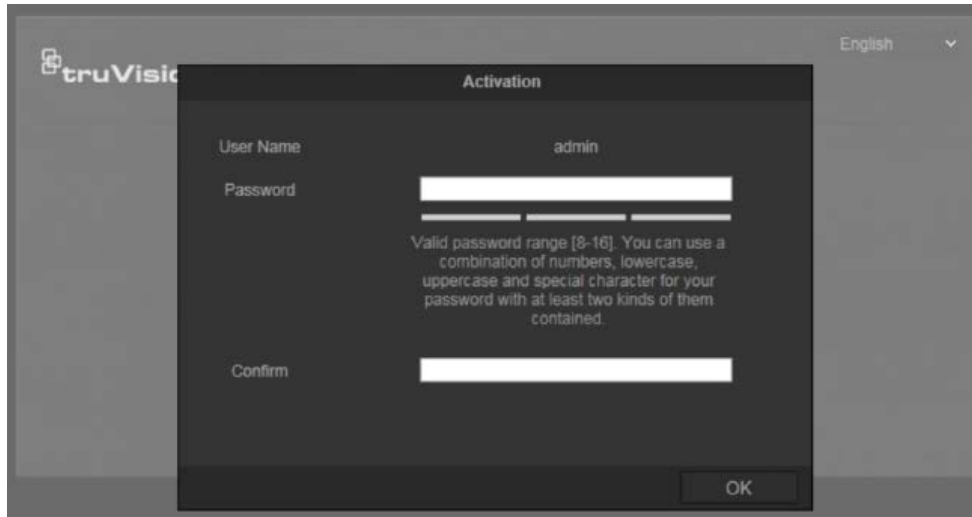 English
truVisio
Activation
User Name admin
Password
Valid password range [8-16]. You can use a
combination of numbers, lowercase,
uppercase and special character for your
password with at least two kinds of them
contained.
Confirm
OK